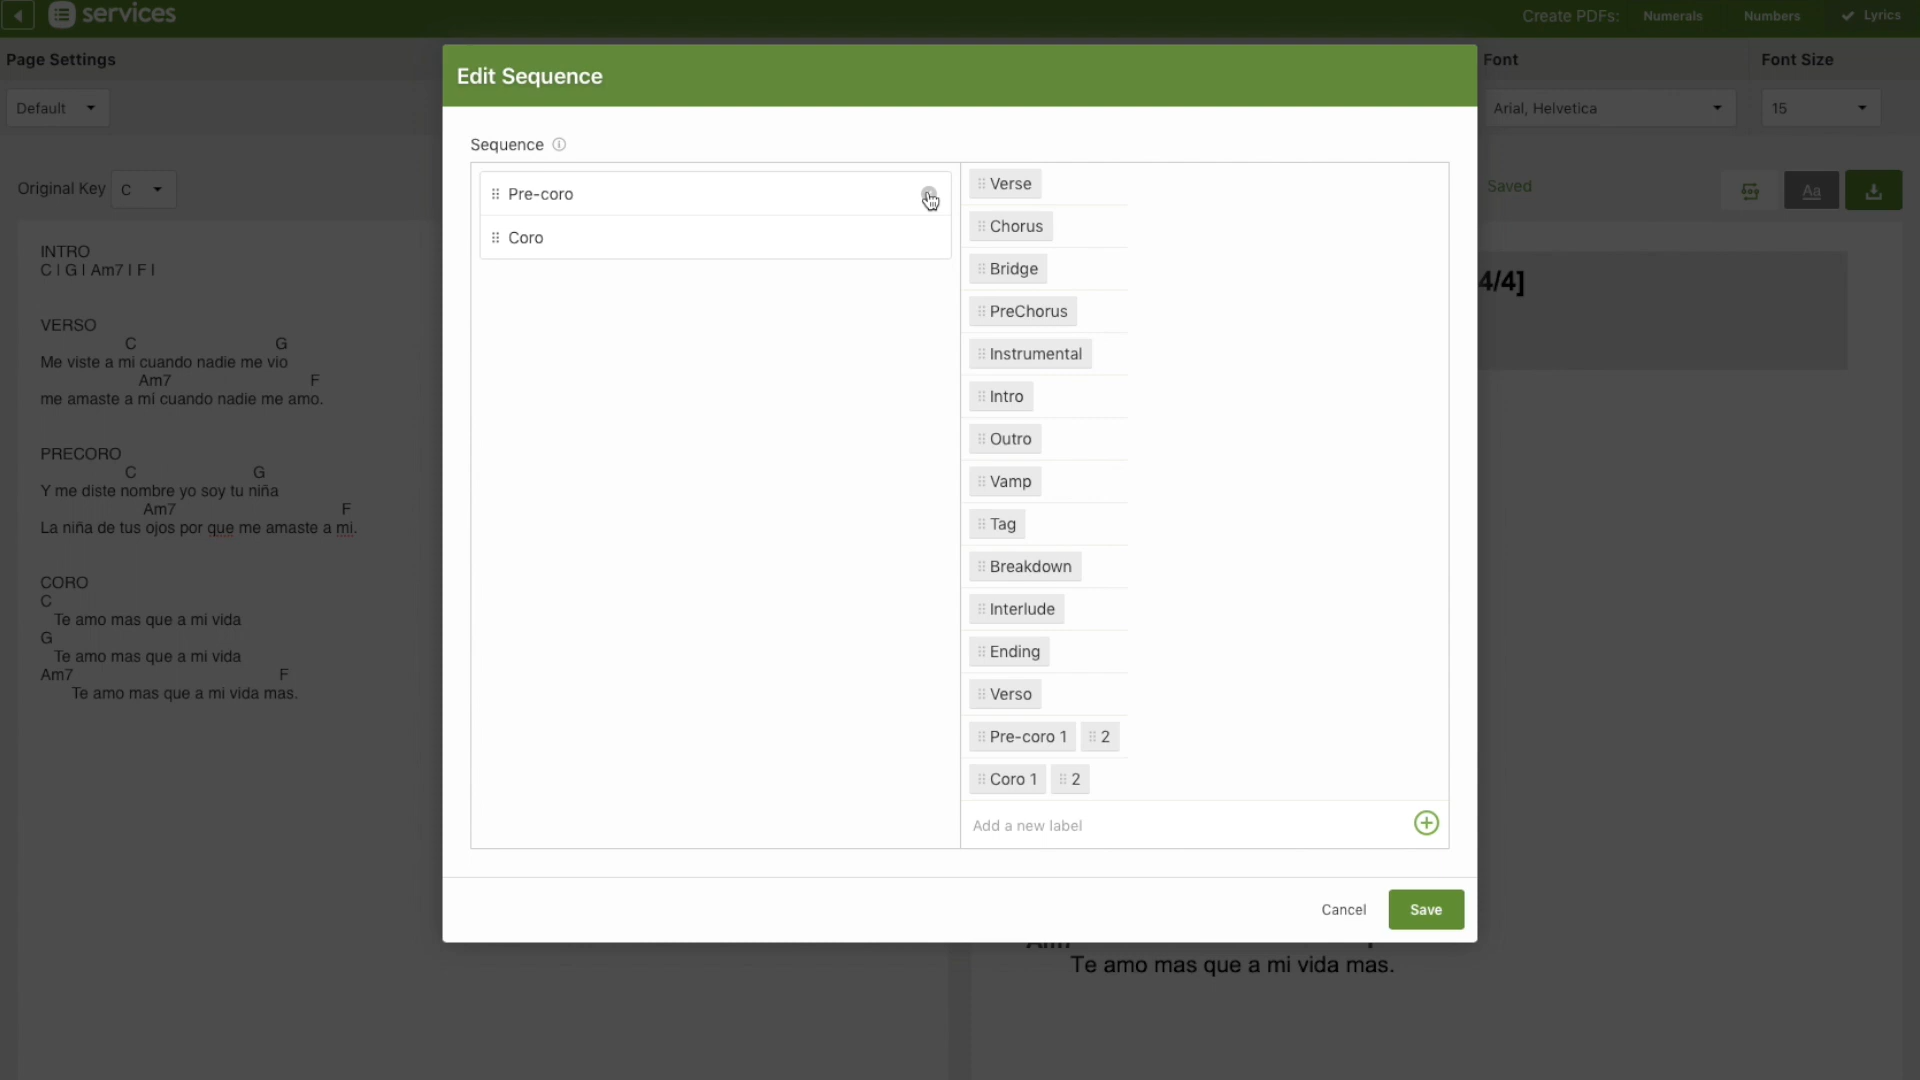 services
Create PDFs: Numerals Numbers Lyrics
Page Settings
Font
Font Size
Default
Arial, Helvetica
15
Original Key C
Saved
Aa
INTRO
C | G | Am7 | F |
VERSO
C G
Me viste a mi cuando nadie me vio
Am7 F
me amaste a mi cuando nadie me amo.
PRECORO
C G
Y me diste nombre yo soy tu niña
Am7 F
La niña de tus ojos por que me amaste a mi.
CORO
C
Te amo mas que a mi vida
G
Te amo mas que a mi vida
Am7 F
Te amo mas que a mi vida mas.
Edit Sequence
Sequence
Pre-coro
Coro
Verse
Chorus
Bridge
PreChorus
Instrumental
Intro
Outro
Vamp
Tag
Breakdown
Interlude
Ending
Verso
Pre-coro 1 2
Coro 1 2
Add a new label
Cancel
Save
4/4]
Te amo mas que a mi vida mas.